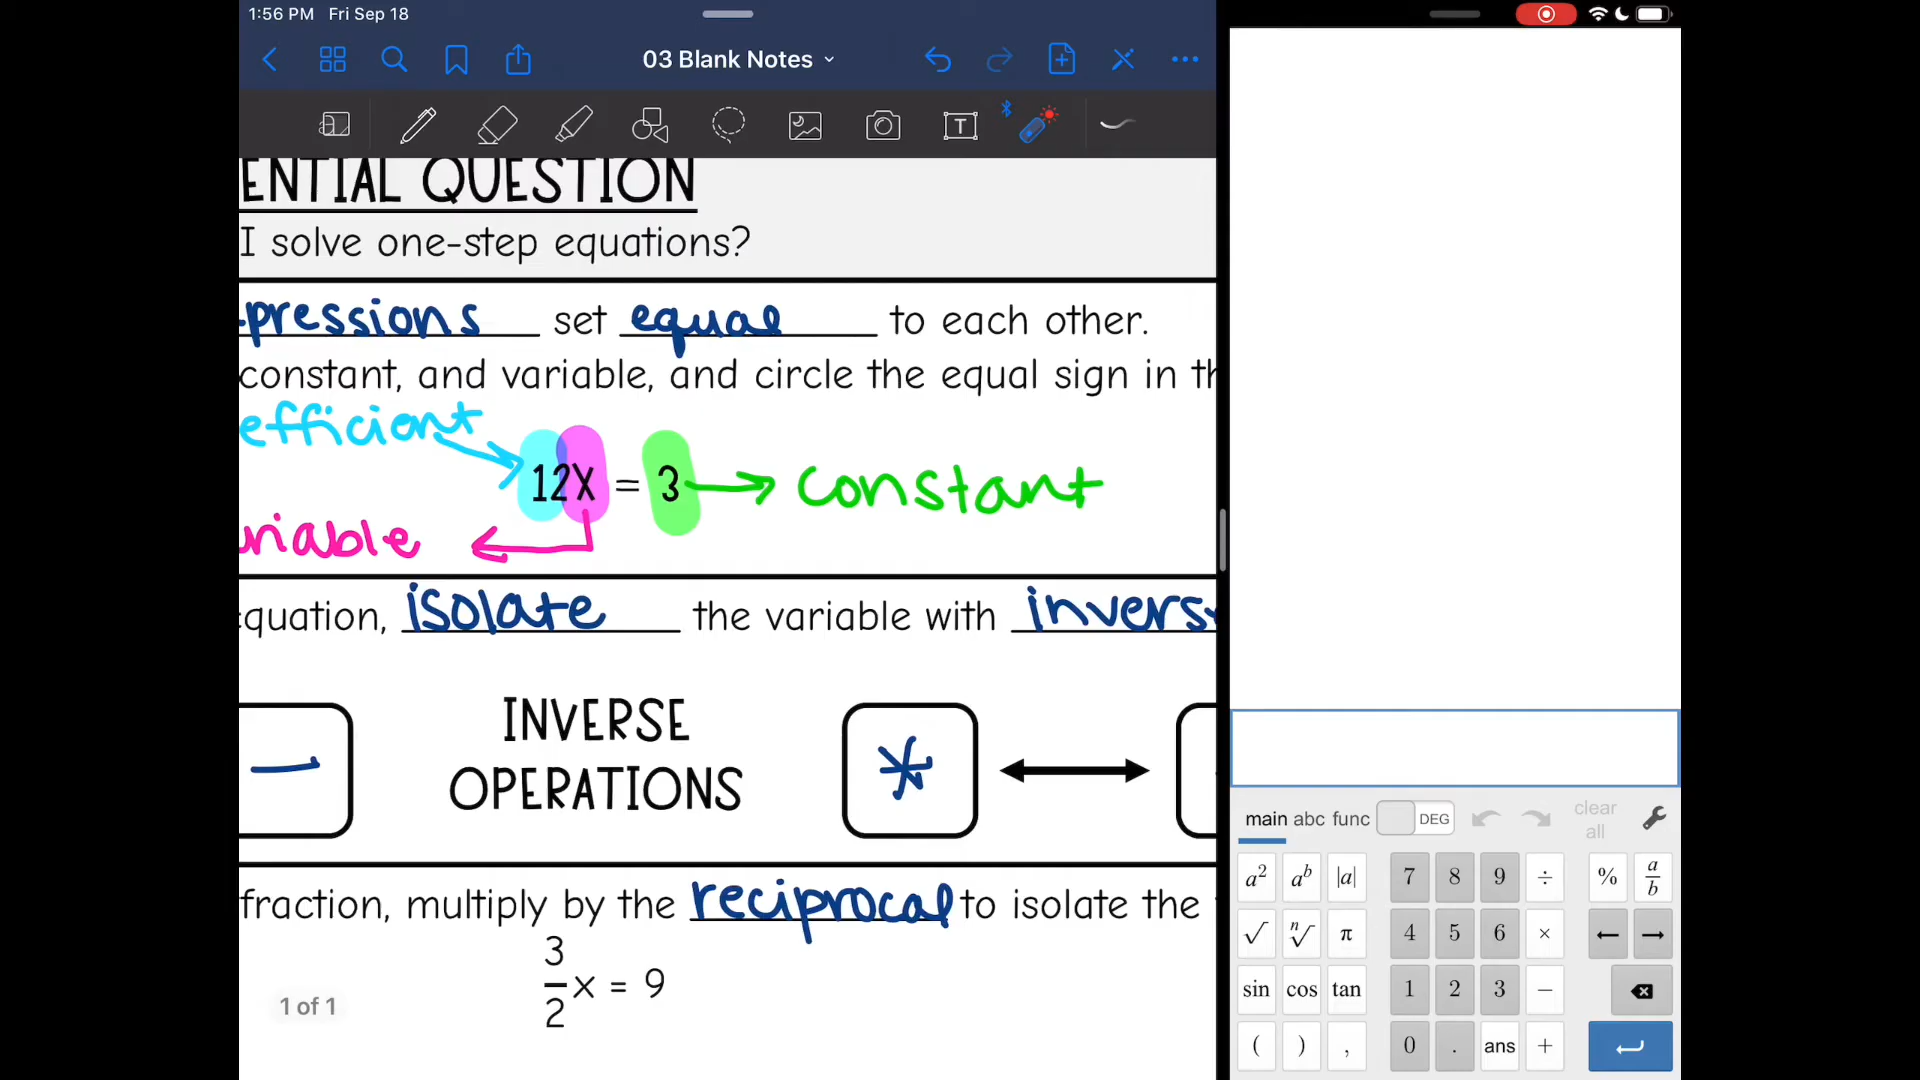 1:56 PM Fri Sep 18
03 Blank Notes
T
ENTIAL QUESTION
I solve one-step equations?
pressions set equal to each other.
constant, and variable, and circle the equal sign in th
efficient
12x = 3 constant
ariable
equation, isolate the variable with invers
INVERSE
OPERATIONS
−
*
fraction, multiply by the reciprocal to isolate the
3/2 x = 9
1 of 1
main abc func DEG clear all
a² aᵇ |a| 7 8 9 ÷ % a/b
√ ⁿ√ π 4 5 6 × ← →
sin cos tan 1 2 3 −
( ) , 0 . ans +